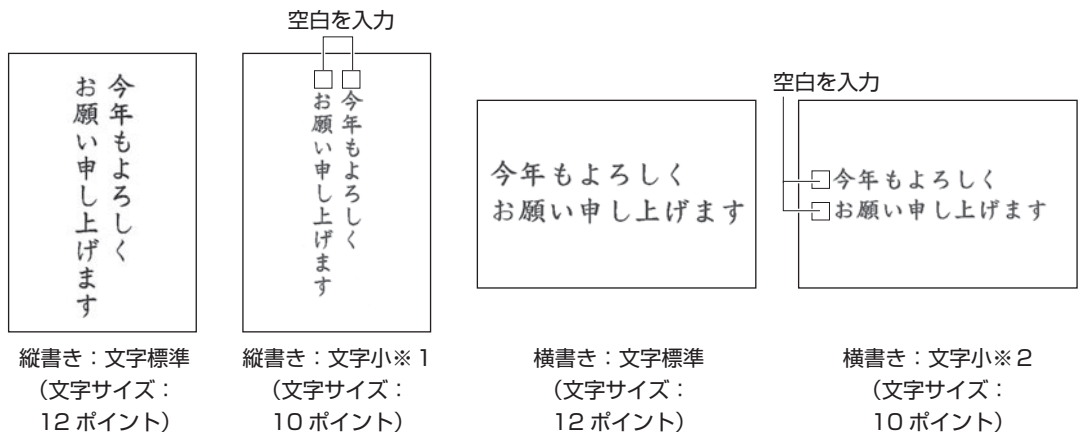 今年もよろしく
お願い申し上げます
縦書き：文字標準
（文字サイズ：
12 ポイント）
空白を入力
今年もよろしく
お願い申し上げます
縦書き：文字小※1
（文字サイズ：
10 ポイント）
今年もよろしく
お願い申し上げます
横書き：文字標準
（文字サイズ：
12 ポイント）
空白を入力
今年もよろしく
お願い申し上げます
横書き：文字小※2
（文字サイズ：
10 ポイント）